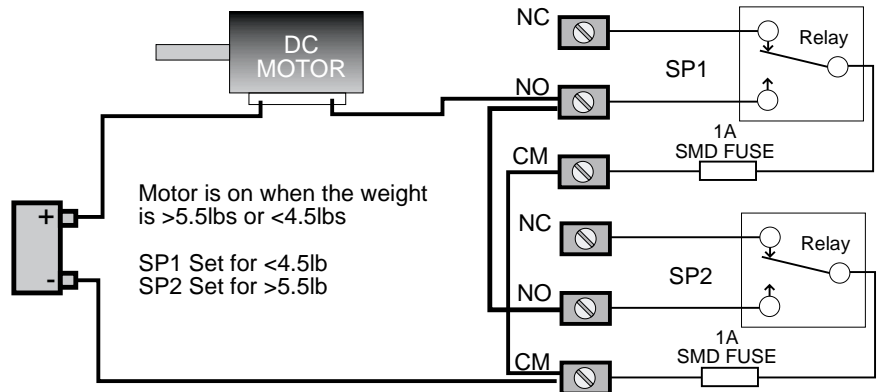 DC
MOTOR
NC
SP1
Relay
NO
1A
SMD FUSE
CM
Motor is on when the weight
is >5.5lbs or <4.5lbs
+
-
SP1 Set for <4.5lb
SP2 Set for >5.5lb
NC
SP2
Relay
NO
1A
SMD FUSE
CM